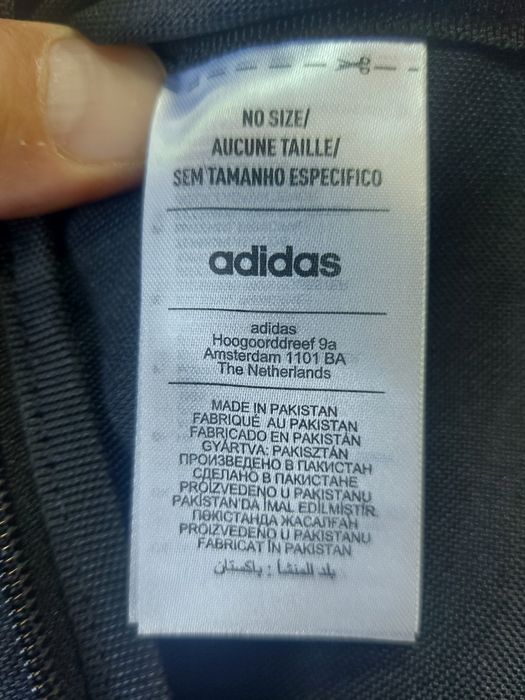 NO SIZE/
AUCUNE TAILLE/
SEM TAMANHO ESPECIFICO
adidas
adidas
Hoogoorddreef 9a
Amsterdam 1101 BA
The Netherlands
MADE IN PAKISTAN
FABRIQUÉ AU PAKISTAN
FABRICADO EN PAKISTÁN
GYÁRTVA: PAKISZTÁN
ПРОИЗВЕДЕНО В ПАКИСТАН
СДЕЛАНО В ПАКИСТАНЕ
PROIZVEDENO U PAKISTANU
PAKİSTAN'DA İMAL EDİLMİŞTİR.
ПӘКІСТАНДА ЖАСАЛҒАН
PROIZVEDENO U PAKISTANU
FABRICAT ÎN PAKISTAN
بلد المنشأ : باكستان